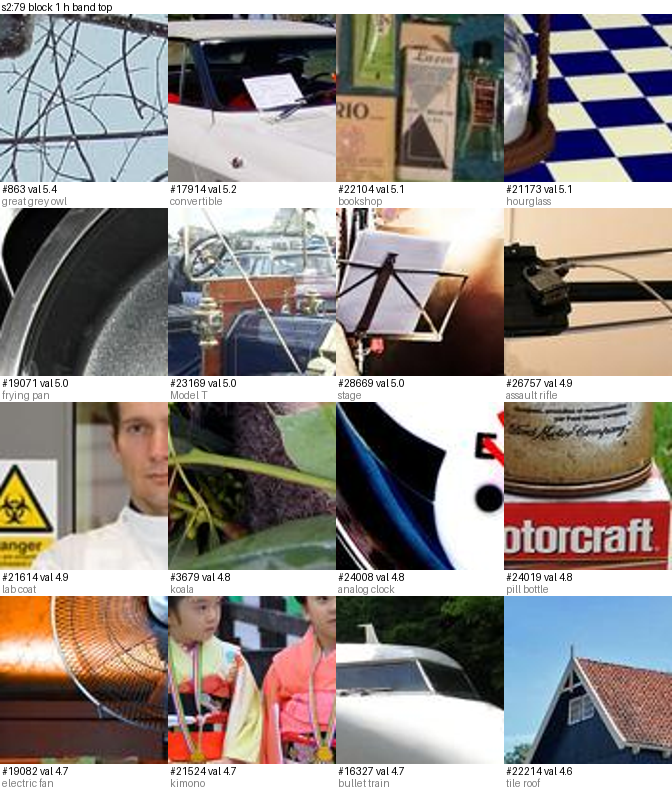 s2:79 block 1 h band top
#863 val 5.4
great grey owl
#17914 val 5.2
convertible
#22104 val 5.1
bookshop
#21173 val 5.1
hourglass
RIO
#19071 val 5.0
frying pan
#23169 val 5.0
Model T
#28669 val 5.0
stage
#26757 val 4.9
assault rifle
anger
E
Ford Motor Company
otorcraft
#21614 val 4.9
lab coat
#3679 val 4.8
koala
#24008 val 4.8
analog clock
#24019 val 4.8
pill bottle
#19082 val 4.7
electric fan
#21524 val 4.7
kimono
#16327 val 4.7
bullet train
#22214 val 4.6
tile roof